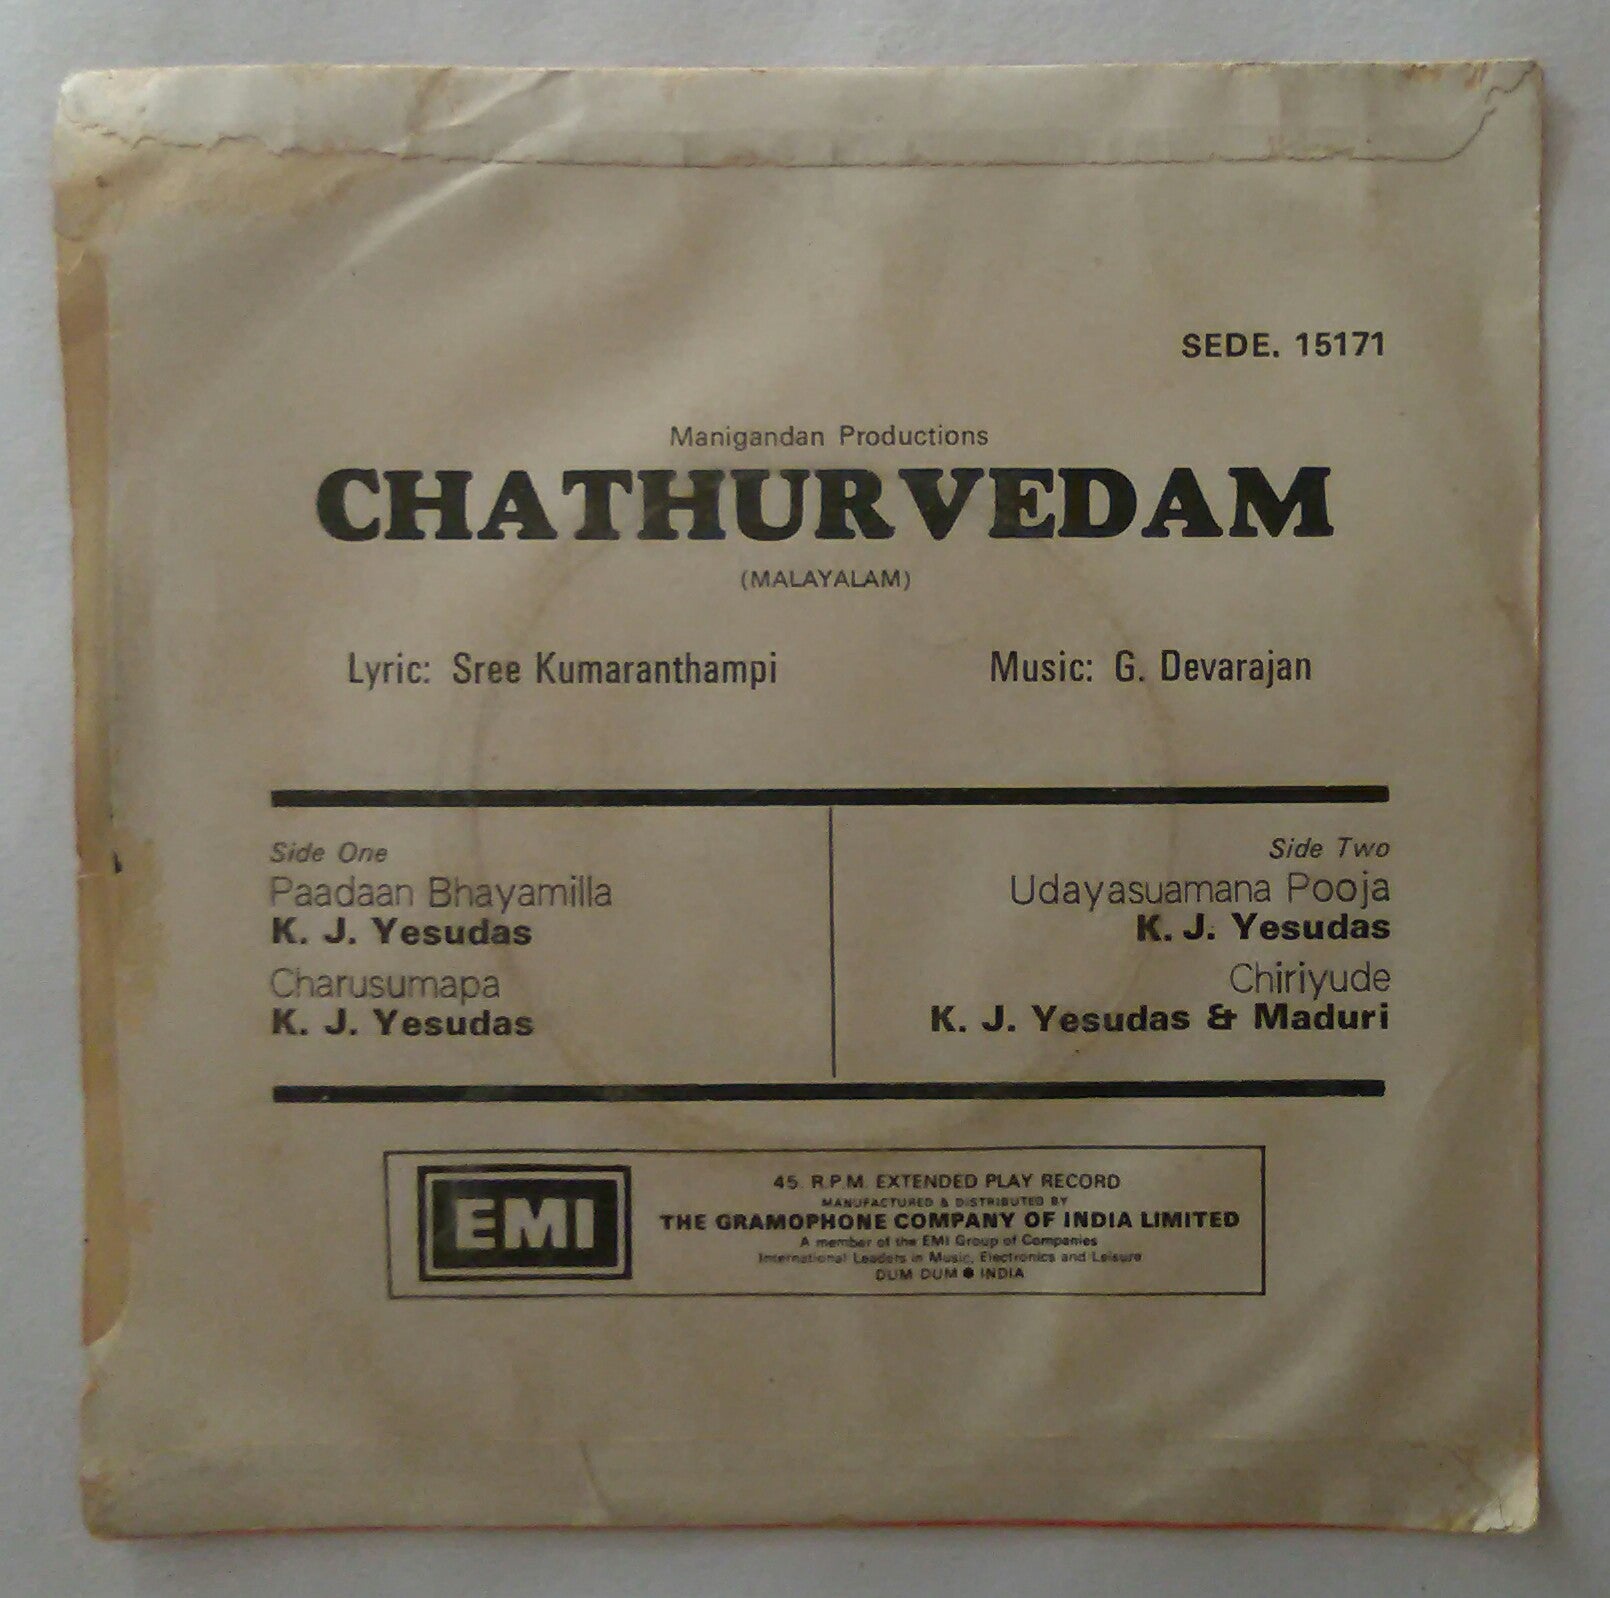 SEDE. 15171
Manigandan Productions
CHATHURVEDAM
(MALAYALAM)
Lyric: Sree Kumaranthampi
Music: G. Devarajan
Side One
Paadaan Bhayamilla
K. J. Yesudas
Charusumapa
K. J. Yesudas
Side Two
Udayasuamana Pooja
K. J. Yesudas
Chiriyude
K. J. Yesudas & Maduri
EMI
45 R.P.M. EXTENDED PLAY RECORD
MANUFACTURED & DISTRIBUTED BY
THE GRAMOPHONE COMPANY OF INDIA LIMITED
A member of the EMI Group of Companies
International Leaders in Music, Electronics and Leisure
DUM DUM ● INDIA